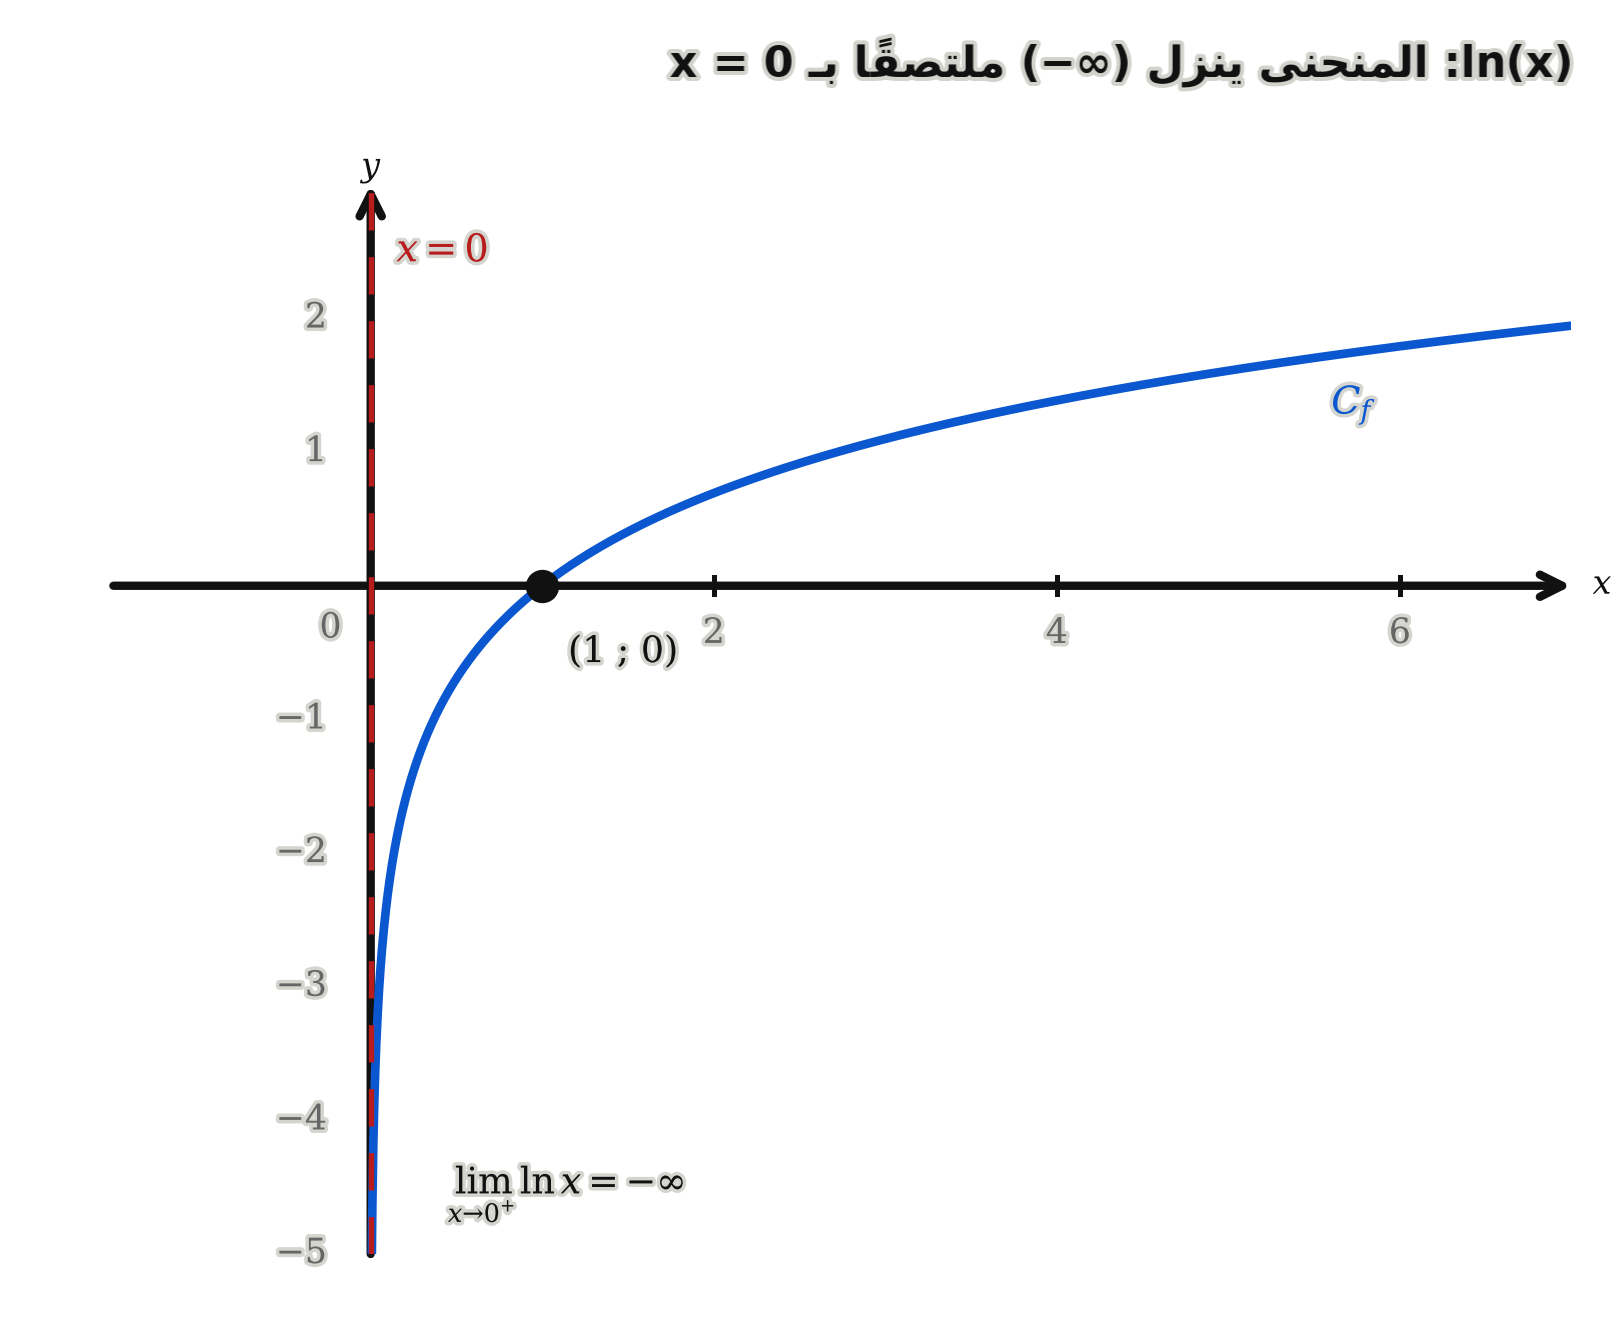 ln(x): المنحنى ينزل (−∞) ملتصقًا بـ x = 0
y
x = 0
2
1
C_f
x
0
(1 ; 0)
2
4
6
−1
−2
−3
−4
lim ln x = −∞
x→0⁺
−5